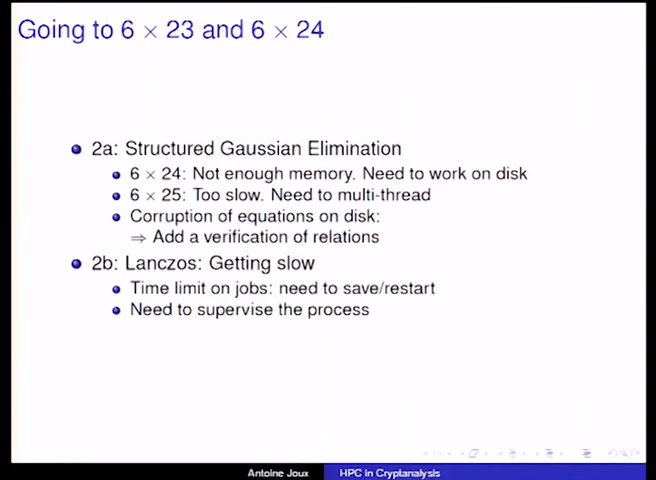 Going to 6 × 23 and 6 × 24
2a: Structured Gaussian Elimination
6 × 24: Not enough memory. Need to work on disk
6 × 25: Too slow. Need to multi-thread
Corruption of equations on disk:
⇒ Add a verification of relations
2b: Lanczos: Getting slow
Time limit on jobs: need to save/restart
Need to supervise the process
Antoine Joux
HPC in Cryptanalysis